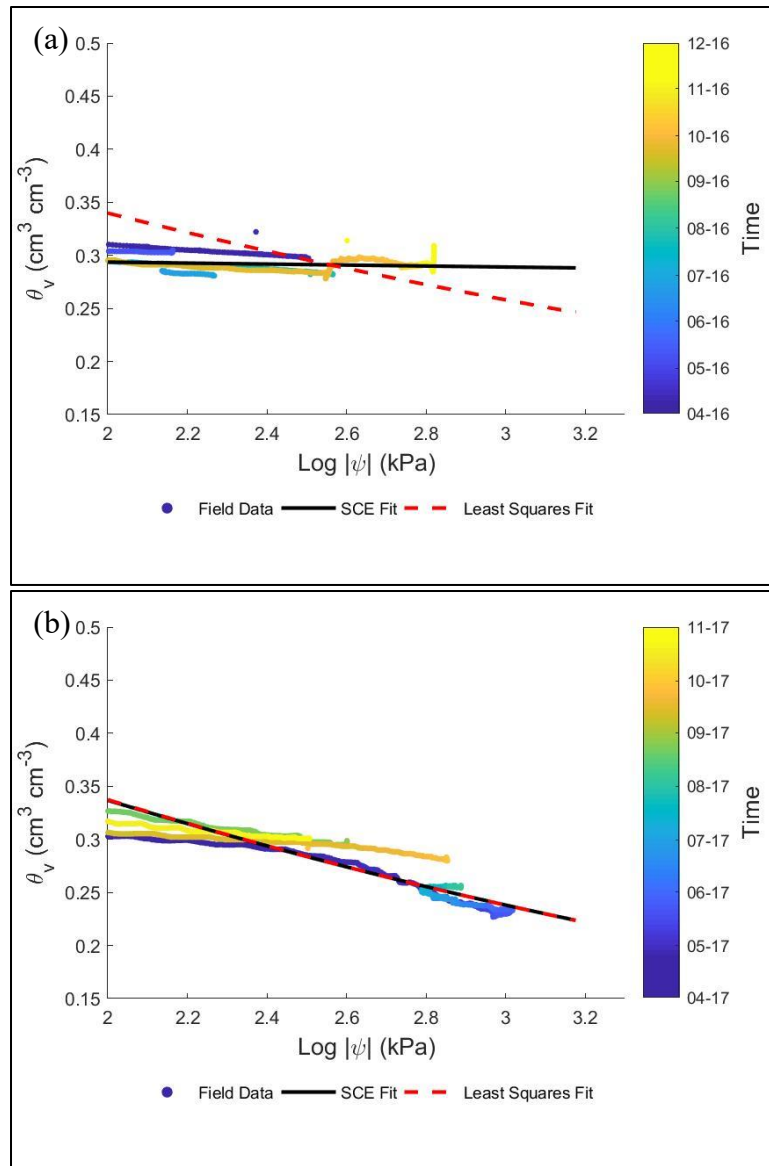 (a)
0.5
0.45
0.4
0.35
0.3
0.25
0.2
0.15
θv (cm3 cm-3)
2 2.2 2.4 2.6 2.8 3 3.2
Log |ψ| (kPa)
12-16
11-16
10-16
09-16
08-16
07-16
06-16
05-16
04-16
Time
Field Data SCE Fit Least Squares Fit
(b)
0.5
0.45
0.4
0.35
0.3
0.25
0.2
0.15
θv (cm3 cm-3)
2 2.2 2.4 2.6 2.8 3 3.2
Log |ψ| (kPa)
11-17
10-17
09-17
08-17
07-17
06-17
05-17
04-17
Time
Field Data SCE Fit Least Squares Fit